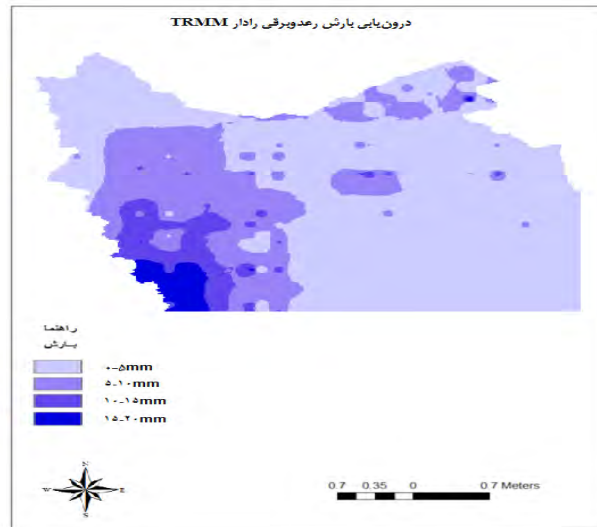 درون‌یابی بارش رعدوبرقی رادار TRMM
راهنما
بارش
۰-۵mm
۵-۱۰mm
۱۰-۱۵mm
۱۵-۲۰mm
N
W E
S
0.7 0.35 0 0.7 Meters